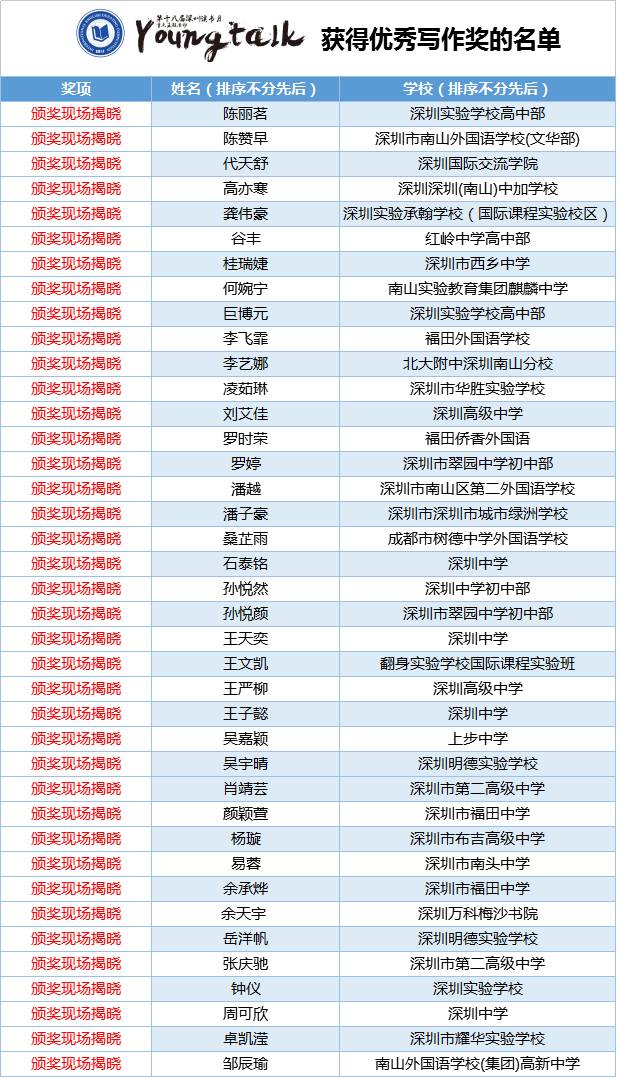 第十八届深圳读书月
Youngtalk 获得优秀写作奖的名单
奖项 姓名（排序不分先后） 学校（排序不分先后）
颁奖现场揭晓 陈丽茗 深圳实验学校高中部
颁奖现场揭晓 陈赞早 深圳市南山外国语学校(文华部)
颁奖现场揭晓 代天舒 深圳国际交流学院
颁奖现场揭晓 高亦寒 深圳深圳(南山)中加学校
颁奖现场揭晓 龚伟豪 深圳实验承翰学校（国际课程实验校区）
颁奖现场揭晓 谷丰 红岭中学高中部
颁奖现场揭晓 桂瑞婕 深圳市西乡中学
颁奖现场揭晓 何婉宁 南山实验教育集团麒麟中学
颁奖现场揭晓 巨博元 深圳实验学校高中部
颁奖现场揭晓 李飞霏 福田外国语学校
颁奖现场揭晓 李艺娜 北大附中深圳南山分校
颁奖现场揭晓 凌茹琳 深圳市华胜实验学校
颁奖现场揭晓 刘艾佳 深圳高级中学
颁奖现场揭晓 罗时荣 福田侨香外国语
颁奖现场揭晓 罗婷 深圳市翠园中学初中部
颁奖现场揭晓 潘越 深圳市南山区第二外国语学校
颁奖现场揭晓 潘子豪 深圳市深圳市城市绿洲学校
颁奖现场揭晓 桑芷雨 成都市树德中学外国语学校
颁奖现场揭晓 石泰铭 深圳中学
颁奖现场揭晓 孙悦然 深圳中学初中部
颁奖现场揭晓 孙悦颜 深圳市翠园中学初中部
颁奖现场揭晓 王天奕 深圳中学
颁奖现场揭晓 王文凯 翻身实验学校国际课程实验班
颁奖现场揭晓 王严柳 深圳高级中学
颁奖现场揭晓 王子懿 深圳中学
颁奖现场揭晓 吴嘉颖 上步中学
颁奖现场揭晓 吴宇晴 深圳明德实验学校
颁奖现场揭晓 肖靖芸 深圳市第二高级中学
颁奖现场揭晓 颜颖萱 深圳市福田中学
颁奖现场揭晓 杨璇 深圳市布吉高级中学
颁奖现场揭晓 易蓉 深圳市南头中学
颁奖现场揭晓 余承烨 深圳市福田中学
颁奖现场揭晓 余天宇 深圳万科梅沙书院
颁奖现场揭晓 岳洋帆 深圳明德实验学校
颁奖现场揭晓 张庆驰 深圳市第二高级中学
颁奖现场揭晓 钟仪 深圳实验学校
颁奖现场揭晓 周可欣 深圳中学
颁奖现场揭晓 卓凯滢 深圳市耀华实验学校
颁奖现场揭晓 邹辰瑜 南山外国语学校(集团)高新中学